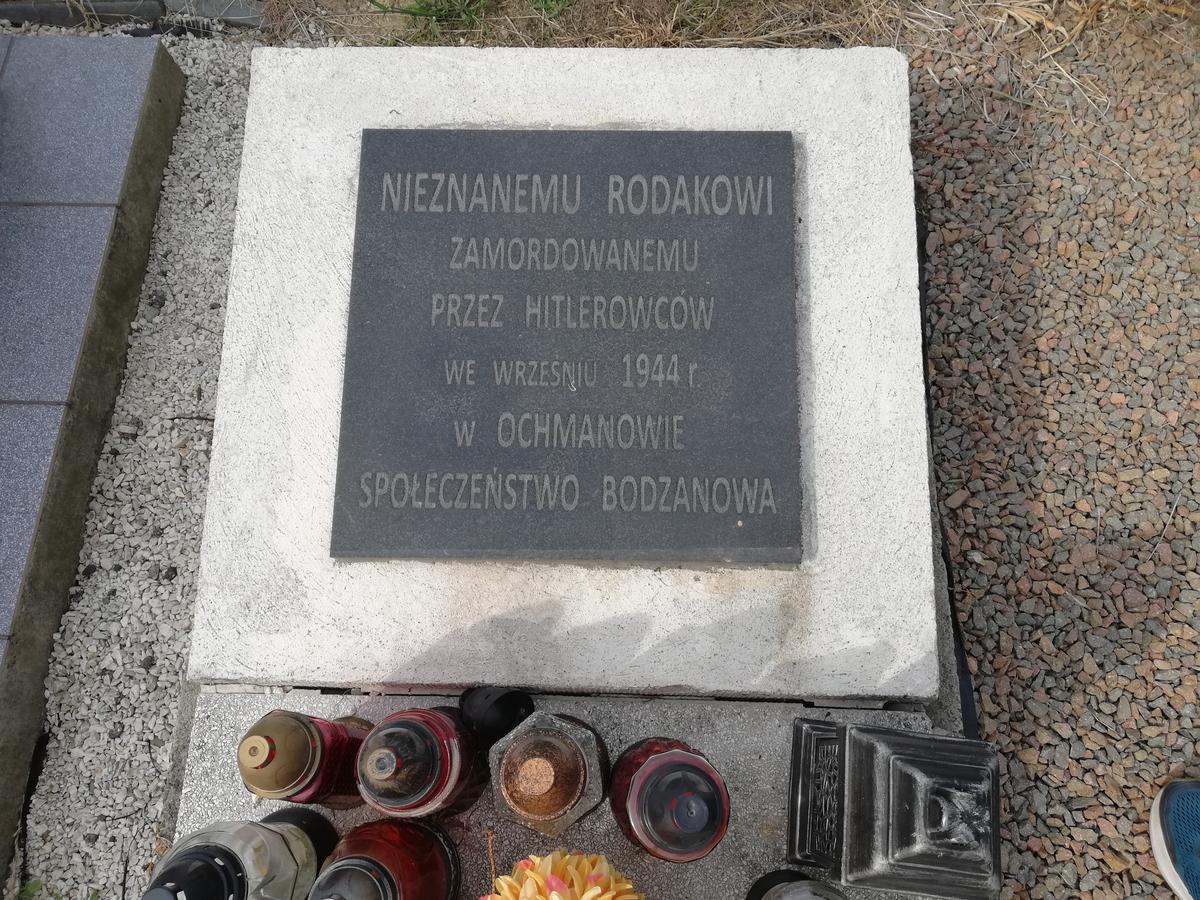 NIEZNANEMU RODAKOWI
ZAMORDOWANEMU
PRZEZ HITLEROWCÓW
WE WRZEŚNIU 1944 r.
W OCHMANOWIE
SPOŁECZEŃSTWO BODZANOWA